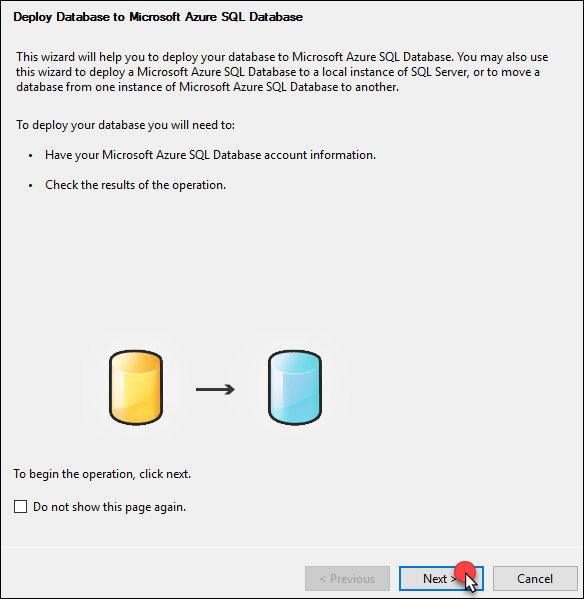 Deploy Database to Microsoft Azure SQL Database
This wizard will help you to deploy your database to Microsoft Azure SQL Database. You may also use
this wizard to deploy a Microsoft Azure SQL Database to a local instance of SQL Server, or to move a
database from one instance of Microsoft Azure SQL Database to another.
To deploy your database you will need to:
• Have your Microsoft Azure SQL Database account information.
• Check the results of the operation.
To begin the operation, click next.
Do not show this page again.
< Previous Next > Cancel